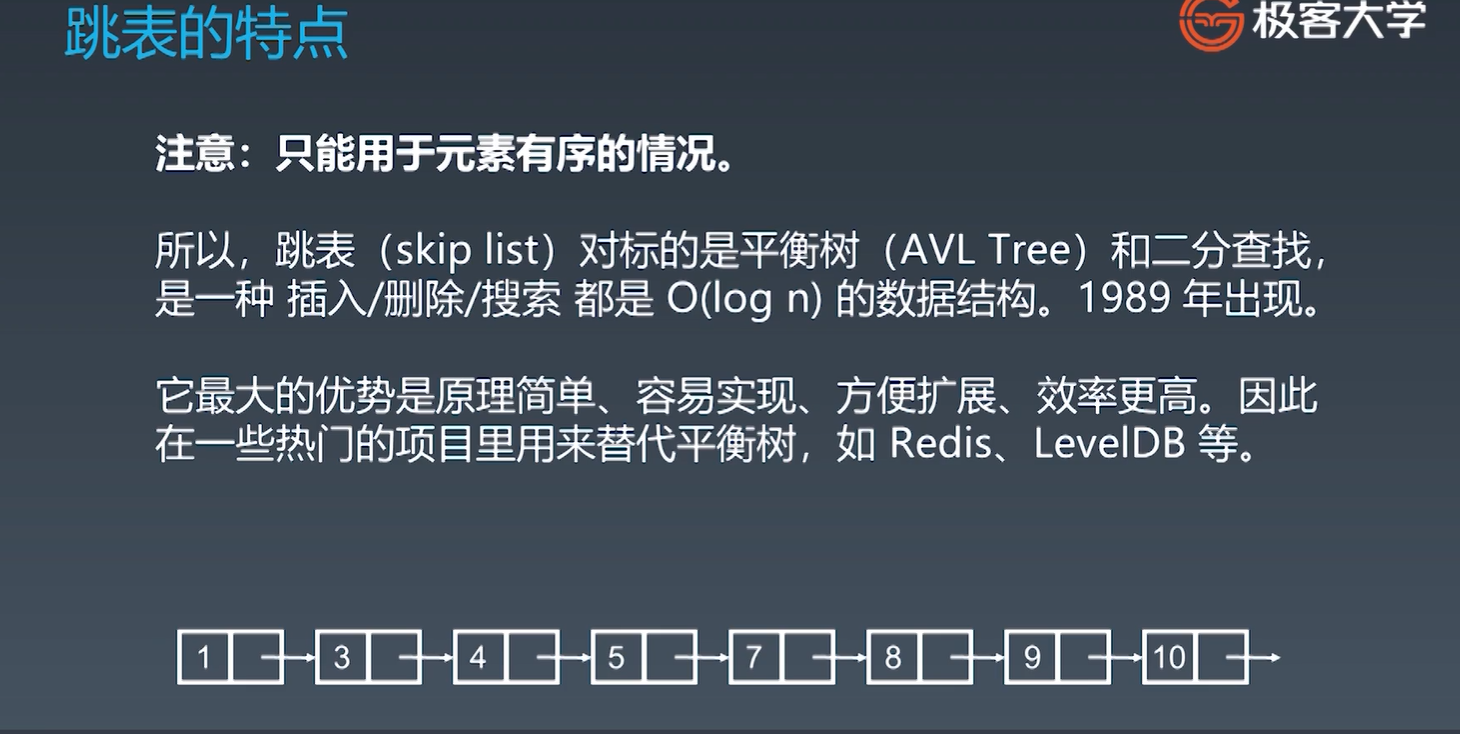 跳表的特点
极客大学
注意：只能用于元素有序的情况。
所以，跳表（skip list）对标的是平衡树（AVL Tree）和二分查找，
是一种 插入/删除/搜索 都是 O(log n) 的数据结构。1989 年出现。
它最大的优势是原理简单、容易实现、方便扩展、效率更高。因此
在一些热门的项目里用来替代平衡树，如 Redis、LevelDB 等。
1 3 4 5 7 8 9 10